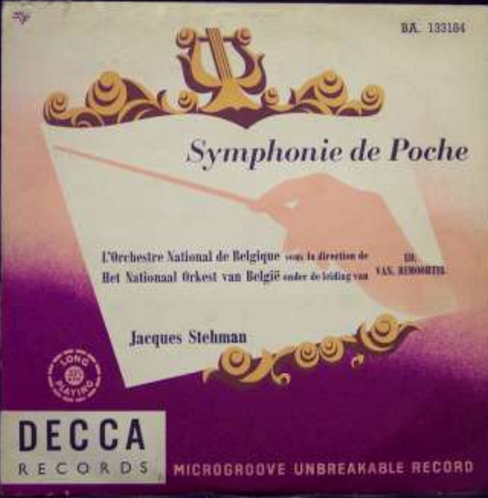 BA. 133184
Symphonie de Poche
L'Orchestre National de Belgique sous la direction de
Het Nationaal Orkest van België onder de leiding van
ED.
VAN. REMOORTEL
Jacques Stehman
LONG
PLAYING
DECCA
RECORDS
MICROGROOVE UNBREAKABLE RECORD